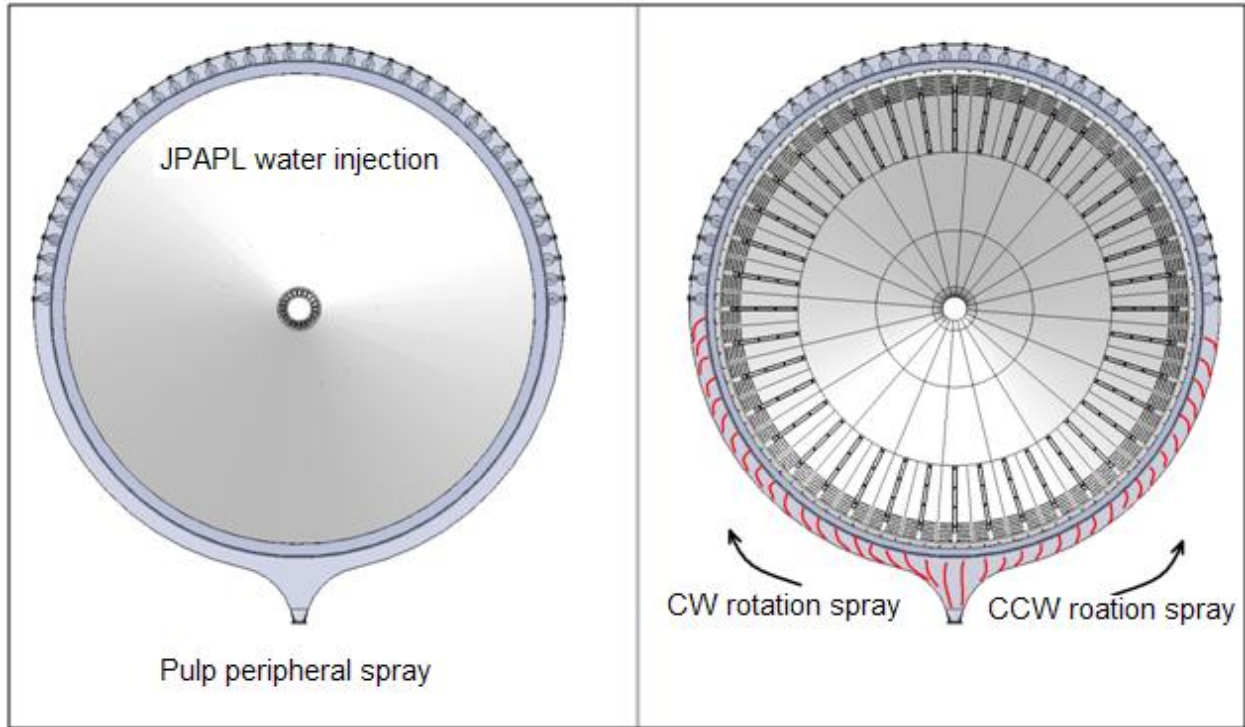 JPAPL water injection
Pulp peripheral spray
CW rotation spray
CCW roation spray